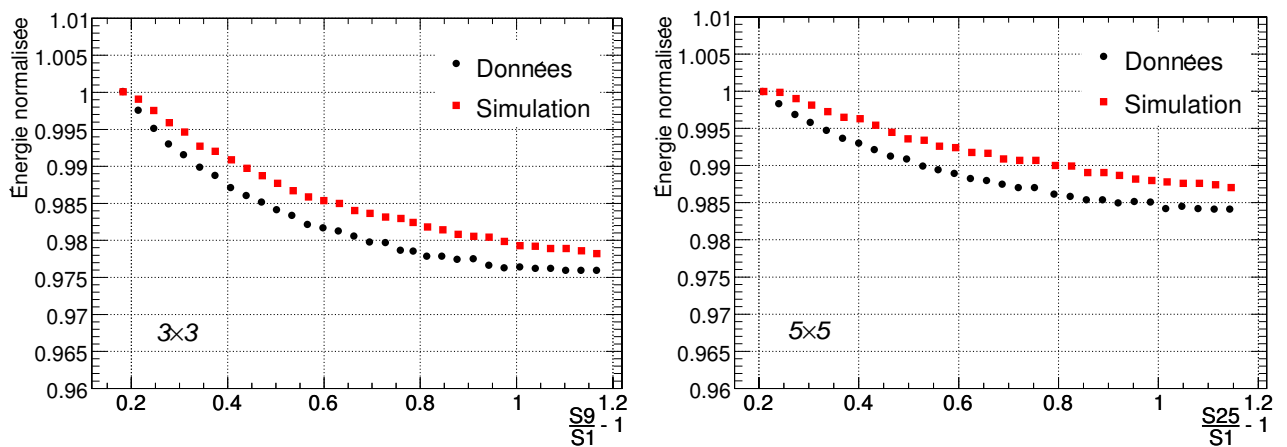 Énergie normalisée
1.01
1.005
1
0.995
0.99
0.985
0.98
0.975
0.97
0.965
0.96
Données
Simulation
3×3
0.2 0.4 0.6 0.8 1 1.2
S9
S1 - 1
Énergie normalisée
1.01
1.005
1
0.995
0.99
0.985
0.98
0.975
0.97
0.965
0.96
Données
Simulation
5×5
0.2 0.4 0.6 0.8 1 1.2
S25
S1 - 1